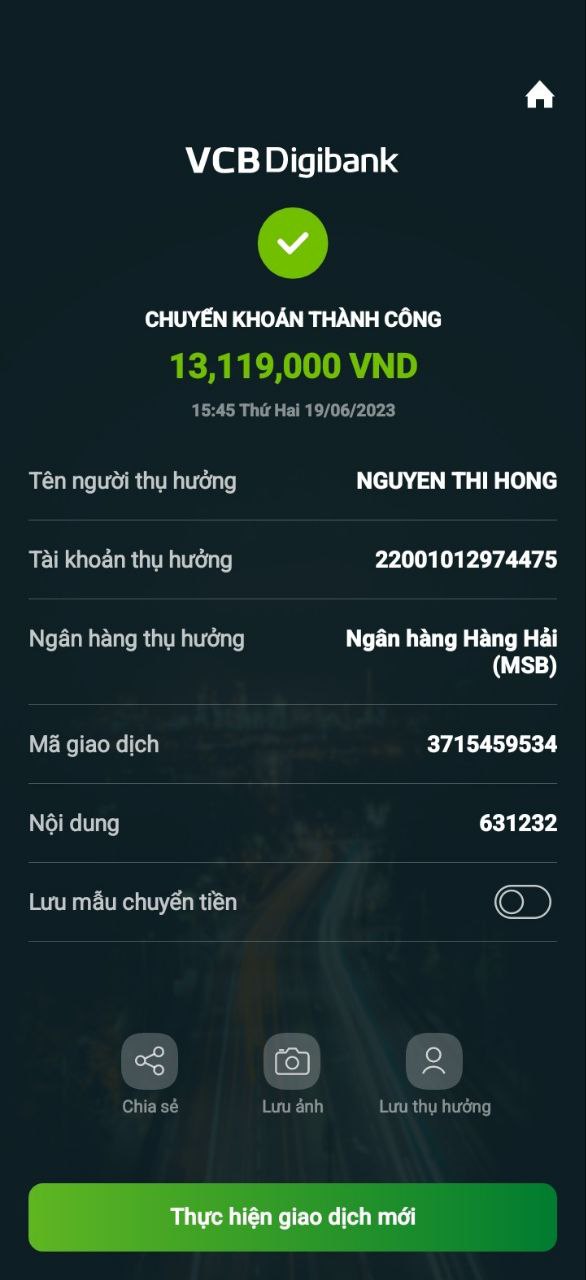 VCB Digibank
CHUYỂN KHOẢN THÀNH CÔNG
13,119,000 VND
15:45 Thứ Hai 19/06/2023
Tên người thụ hưởng NGUYEN THI HONG
Tài khoản thụ hưởng 22001012974475
Ngân hàng thụ hưởng Ngân hàng Hàng Hải
(MSB)
Mã giao dịch 3715459534
Nội dung 631232
Lưu mẫu chuyển tiền
Chia sẻ Lưu ảnh Lưu thụ hưởng
Thực hiện giao dịch mới